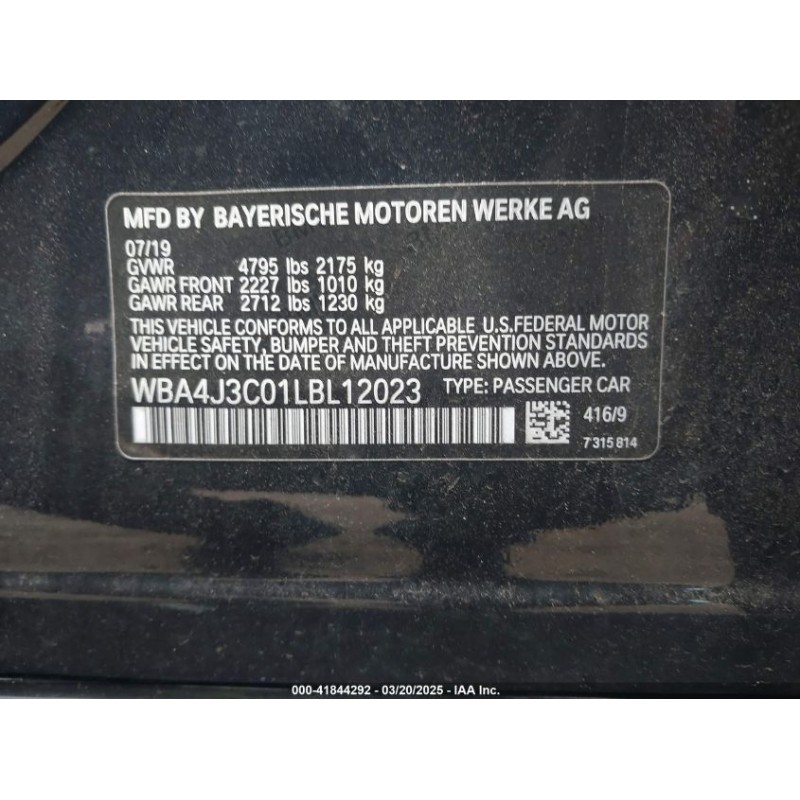 MFD BY BAYERISCHE MOTOREN WERKE AG
07/19
GVWR 4795 lbs 2175 kg
GAWR FRONT 2227 lbs 1010 kg
GAWR REAR 2712 lbs 1230 kg
THIS VEHICLE CONFORMS TO ALL APPLICABLE U.S.FEDERAL MOTOR
VEHICLE SAFETY, BUMPER AND THEFT PREVENTION STANDARDS
IN EFFECT ON THE DATE OF MANUFACTURE SHOWN ABOVE.
WBA4J3C01LBL12023 TYPE: PASSENGER CAR
416/9
7 315 814
000-41844292 - 03/20/2025 - IAA Inc.